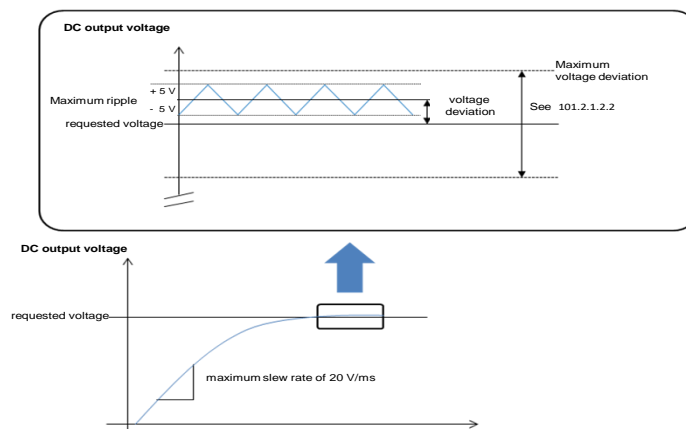 DC output voltage
Maximum
voltage deviation
+ 5 V
Maximum ripple
- 5 V
voltage
deviation
See 101.2.1.2.2
requested voltage
DC output voltage
requested voltage
maximum slew rate of 20 V/ms